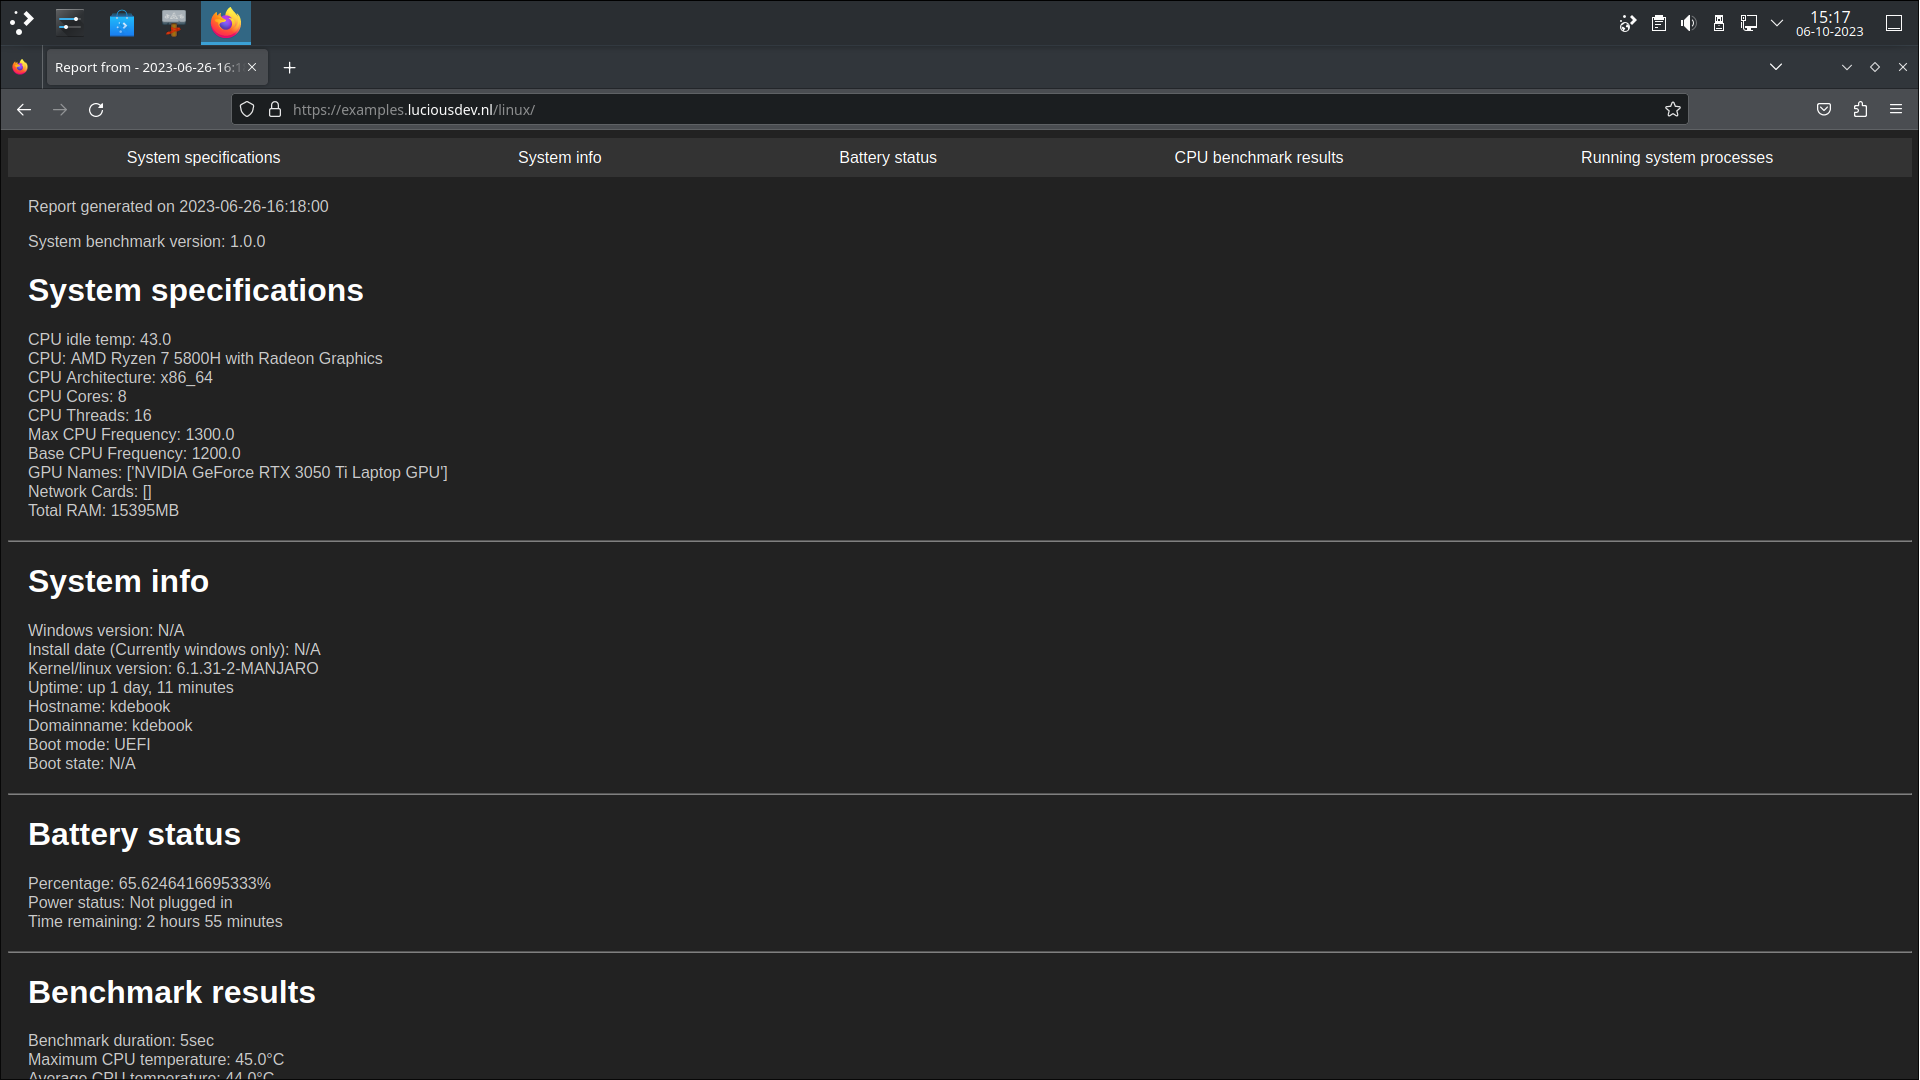 15:17
06-10-2023
Report from - 2023-06-26-16:1
https://examples.luciousdev.nl/linux/
System specifications System info Battery status CPU benchmark results Running system processes
Report generated on 2023-06-26-16:18:00
System benchmark version: 1.0.0
System specifications
CPU idle temp: 43.0
CPU: AMD Ryzen 7 5800H with Radeon Graphics
CPU Architecture: x86_64
CPU Cores: 8
CPU Threads: 16
Max CPU Frequency: 1300.0
Base CPU Frequency: 1200.0
GPU Names: ['NVIDIA GeForce RTX 3050 Ti Laptop GPU']
Network Cards: []
Total RAM: 15395MB
System info
Windows version: N/A
Install date (Currently windows only): N/A
Kernel/linux version: 6.1.31-2-MANJARO
Uptime: up 1 day, 11 minutes
Hostname: kdebook
Domainname: kdebook
Boot mode: UEFI
Boot state: N/A
Battery status
Percentage: 65.6246416695333%
Power status: Not plugged in
Time remaining: 2 hours 55 minutes
Benchmark results
Benchmark duration: 5sec
Maximum CPU temperature: 45.0°C
Average CPU temperature: 44.0°C